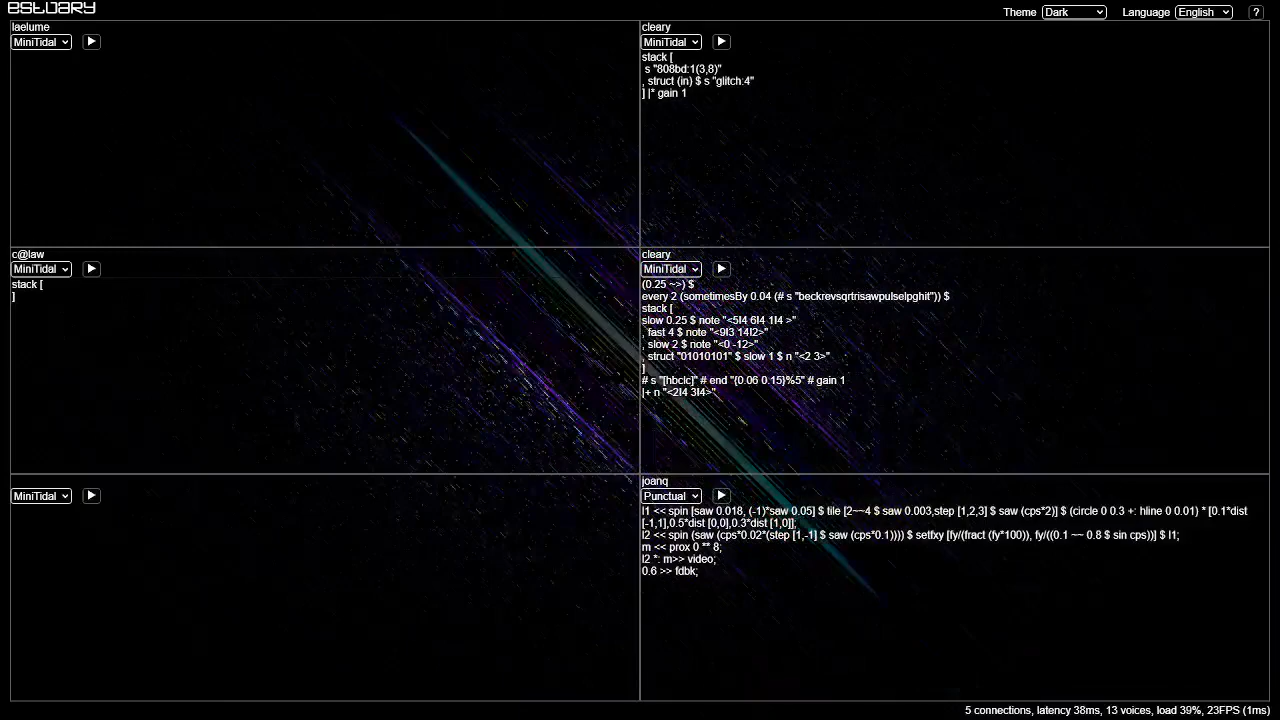 estuary
Theme Dark Language English ?
laelume
MiniTidal
cleary
MiniTidal
stack [
s "808bd:1(3,8)"
, struct (in) $ s "glitch:4"
] |* gain 1
c@law
MiniTidal
stack [
]
cleary
MiniTidal
(0.25 ~>) $
every 2 (sometimesBy 0.04 (# s "beckrevsqrtrisawpulselpghit")) $
stack [
slow 0.25 $ note "<5!4 6!4 1!4 >"
, fast 4 $ note "<9!3 14!2>"
, slow 2 $ note "<0 -12>"
, struct "01010101" $ slow 1 $ n "<2 3>"
]
# s "[hbclc]" # end "{0.06 0.15}%5" # gain 1
|+ n "<2!4 3!4>"
MiniTidal
joanq
Punctual
l1 << spin [saw 0.018, (-1)*saw 0.05] $ tile [2~~4 $ saw 0.003,step [1,2,3] $ saw (cps*2)] $ (circle 0 0.3 +: hline 0 0.01) * [0.1*dist
[-1,1],0.5*dist [0,0],0.3*dist [1,0]];
l2 << spin (saw (cps*0.02*(step [1,-1] $ saw (cps*0.1)))) $ setfxy [fy/(fract (fy*100)), fy/((0.1 ~~ 0.8 $ sin cps))] $ l1;
m << prox 0 ** 8;
l2 *: m>> video;
0.6 >> fdbk;
5 connections, latency 38ms, 13 voices, load 39%, 23FPS (1ms)